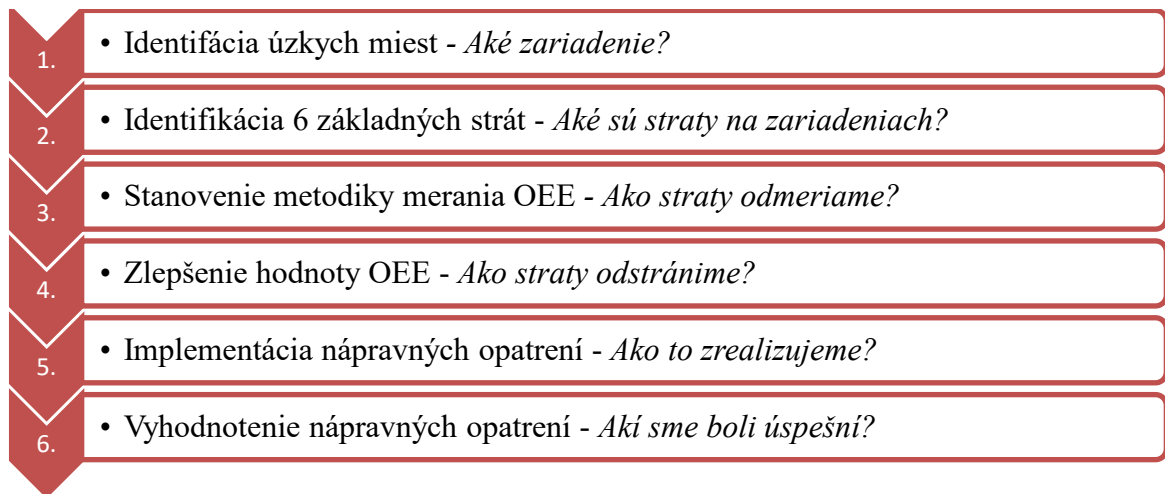 1. • Identifácia úzkych miest - Aké zariadenie?
2. • Identifikácia 6 základných strát - Aké sú straty na zariadeniach?
3. • Stanovenie metodiky merania OEE - Ako straty odmeriame?
4. • Zlepšenie hodnoty OEE - Ako straty odstránime?
5. • Implementácia nápravných opatrení - Ako to zrealizujeme?
6. • Vyhodnotenie nápravných opatrení - Akí sme boli úspešní?